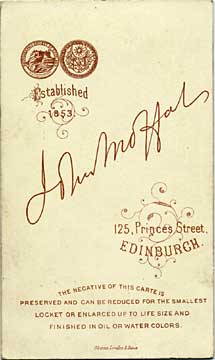 Established
1853.
John Moffat
125, Princes Street.
EDINBURGH.
THE NEGATIVE OF THIS CARTE IS
PRESERVED AND CAN BE REDUCED FOR THE SMALLEST
LOCKET OR ENLARGED UP TO LIFE SIZE AND
FINISHED IN OIL OR WATER COLORS.